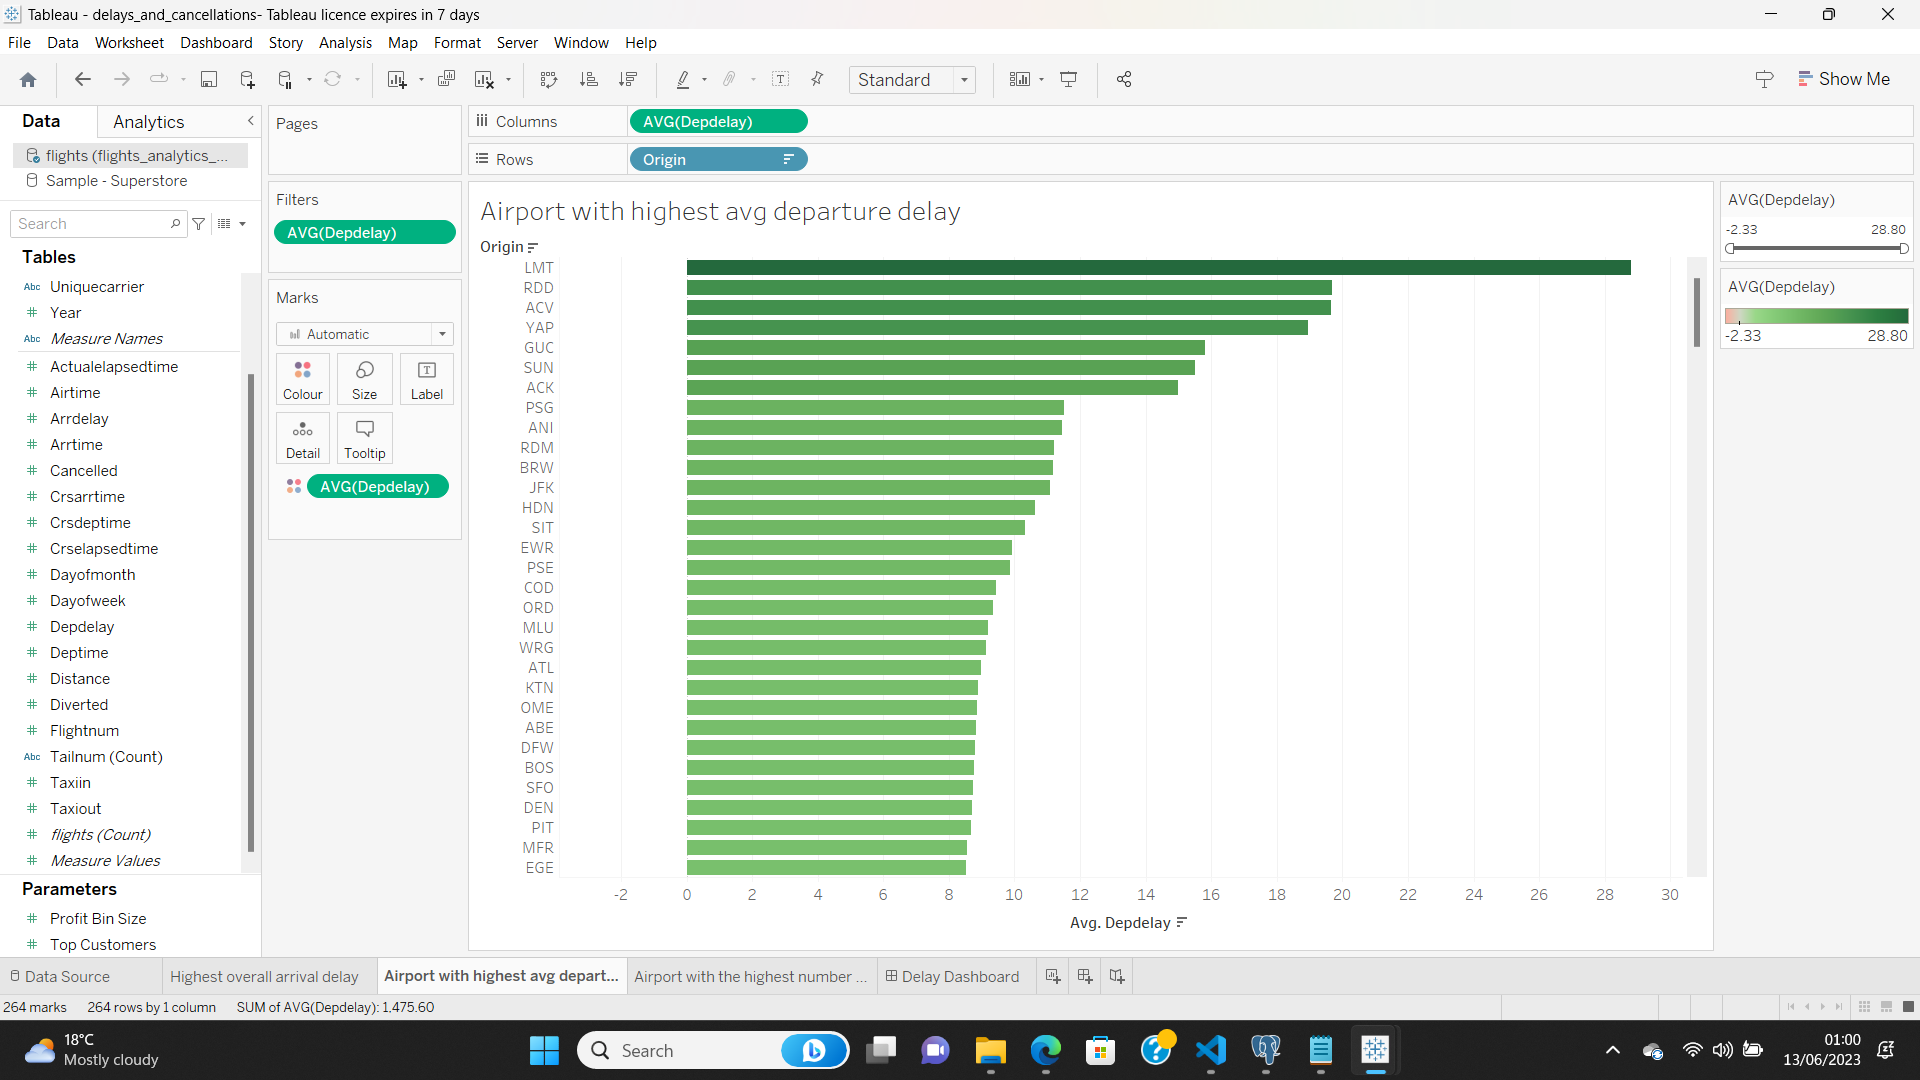 Tableau - delays_and_cancellations- Tableau licence expires in 7 days
File Data Worksheet Dashboard Story Analysis Map Format Server Window Help
Standard
Show Me
Data Analytics
flights (flights_analytics_...
Sample - Superstore
Search
Tables
Abc Uniquecarrier
# Year
Abc Measure Names
# Actualelapsedtime
# Airtime
# Arrdelay
# Arrtime
# Cancelled
# Crsarrtime
# Crsdeptime
# Crselapsedtime
# Dayofmonth
# Dayofweek
# Depdelay
# Deptime
# Distance
# Diverted
# Flightnum
Abc Tailnum (Count)
# Taxiin
# Taxiout
# flights (Count)
# Measure Values
Parameters
# Profit Bin Size
# Top Customers
Pages
Filters
AVG(Depdelay)
Marks
Automatic
Colour Size Label
Detail Tooltip
AVG(Depdelay)
Columns AVG(Depdelay)
Rows Origin
Airport with highest avg departure delay
Origin
LMT
RDD
ACV
YAP
GUC
SUN
ACK
PSG
ANI
RDM
BRW
JFK
HDN
SIT
EWR
PSE
COD
ORD
MLU
WRG
ATL
KTN
OME
ABE
DFW
BOS
SFO
DEN
PIT
MFR
EGE
-2 0 2 4 6 8 10 12 14 16 18 20 22 24 26 28 30
Avg. Depdelay
AVG(Depdelay)
-2.33 28.80
AVG(Depdelay)
-2.33 28.80
Data Source Highest overall arrival delay Airport with highest avg depart... Airport with the highest number ... Delay Dashboard
264 marks 264 rows by 1 column SUM of AVG(Depdelay): 1,475.60
18°C
Mostly cloudy
Search
01:00
13/06/2023